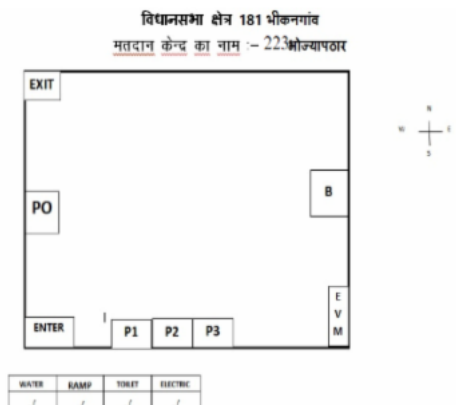 विधानसभा क्षेत्र 181 भीकनगांव
मतदान केन्द का नाम :- 223भोज्यापठार
EXIT
N
W E
S
B
PO
E
V
M
ENTER
P1 P2 P3
WATER RAMP TOILET ELECTRIC
/ / / /